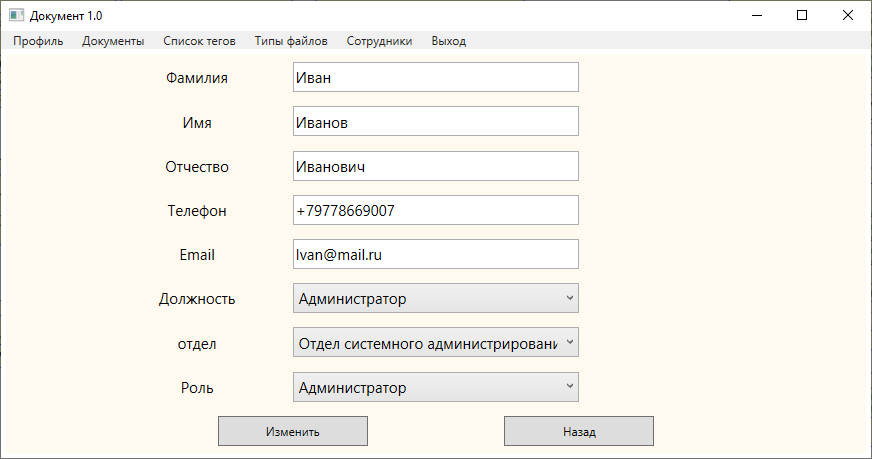 Документ 1.0
Профиль Документы Список тегов Типы файлов Сотрудники Выход
Фамилия Иван
Имя Иванов
Отчество Иванович
Телефон +79778669007
Email Ivan@mail.ru
Должность Администратор
отдел Отдел системного администрировани
Роль Администратор
Изменить Назад